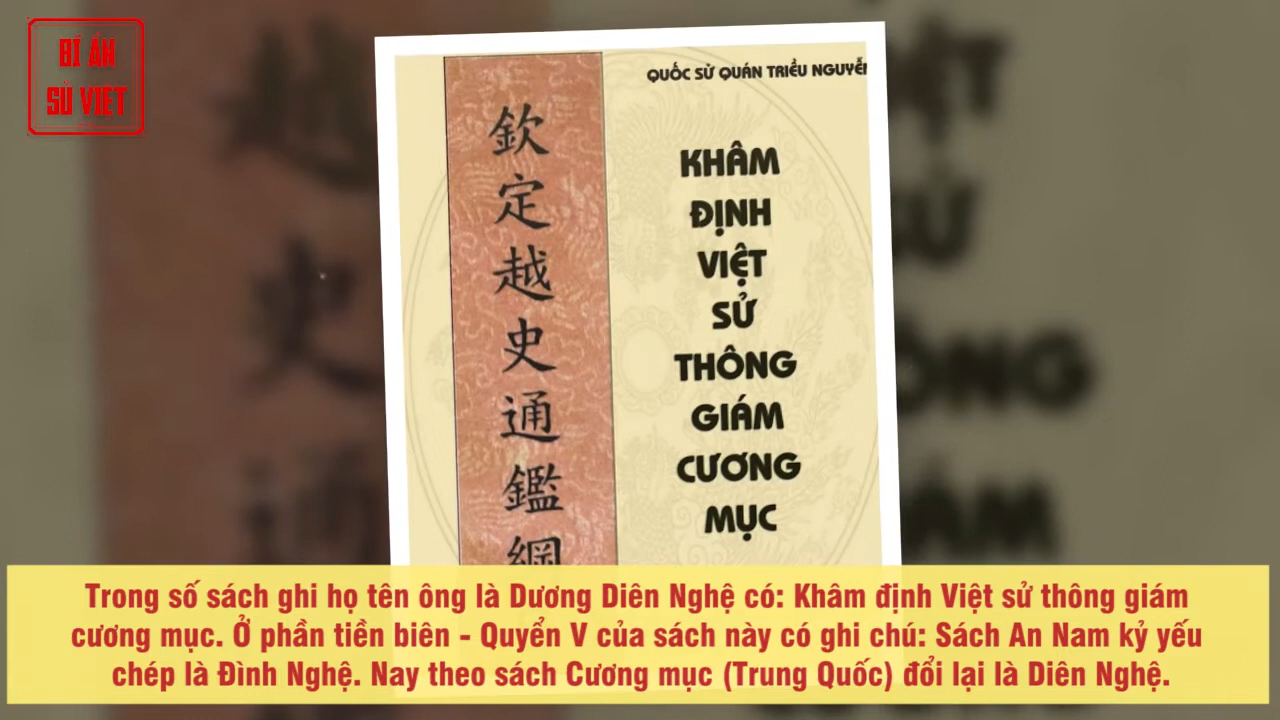 BÍ ẨN
SỬ VIỆT
QUỐC SỬ QUÁN TRIỀU NGUYỄN
欽
定
越
史
通
鑑
綱
KHÂM
ĐỊNH
VIỆT
SỬ
THÔNG
GIÁM
CƯƠNG
MỤC
Trong số sách ghi họ tên ông là Dương Diên Nghệ có: Khâm định Việt sử thông giám
cương mục. Ở phần tiền biên - Quyển V của sách này có ghi chú: Sách An Nam kỷ yếu
chép là Đình Nghệ. Nay theo sách Cương mục (Trung Quốc) đổi lại là Diên Nghệ.